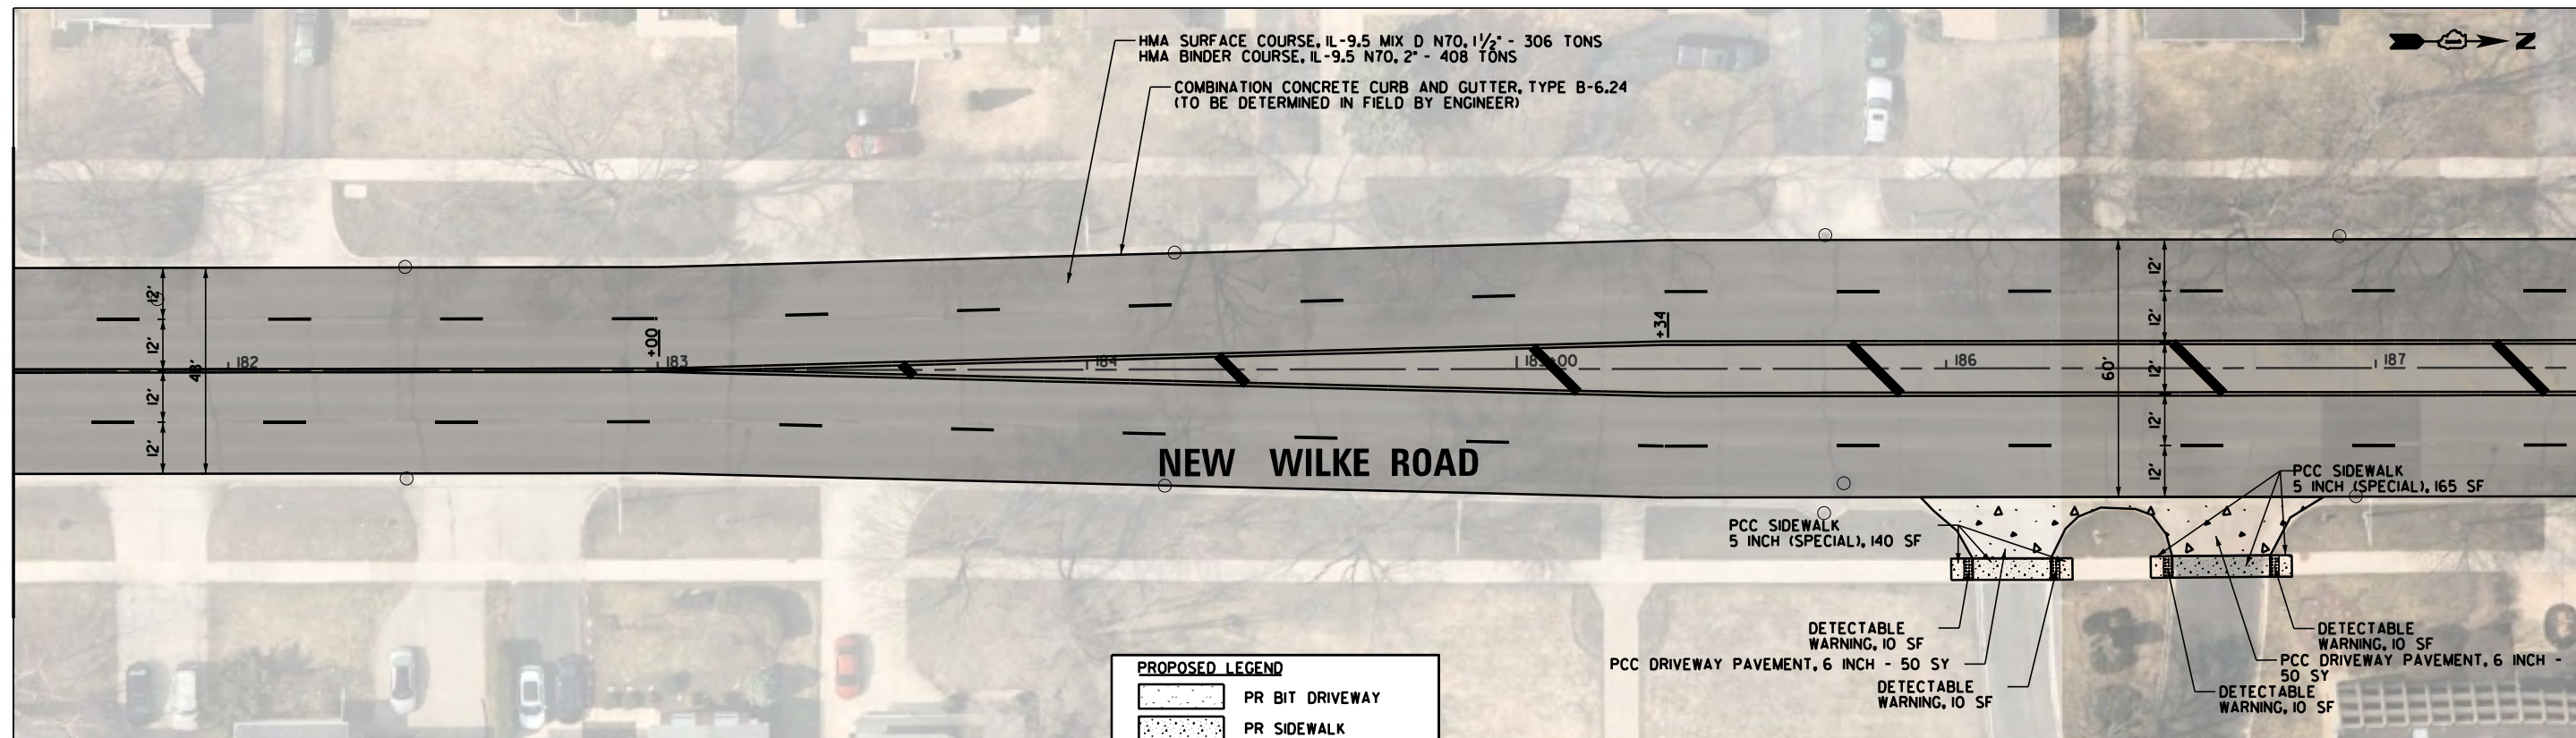 HMA SURFACE COURSE, IL-9.5 MIX D N70, 1½" - 306 TONS
HMA BINDER COURSE, IL-9.5 N70, 2" - 408 TONS
COMBINATION CONCRETE CURB AND GUTTER, TYPE B-6.24
(TO BE DETERMINED IN FIELD BY ENGINEER)
N
12'
12'
48'
12'
12'
182
+00
183
184
185+00
+34
186
187
60'
12'
12'
12'
12'
12'
NEW WILKE ROAD
PCC SIDEWALK
5 INCH (SPECIAL), 165 SF
PCC SIDEWALK
5 INCH (SPECIAL), 140 SF
DETECTABLE
WARNING, 10 SF
PCC DRIVEWAY PAVEMENT, 6 INCH - 50 SY
DETECTABLE
WARNING, 10 SF
DETECTABLE
WARNING, 10 SF
PCC DRIVEWAY PAVEMENT, 6 INCH -
50 SY
DETECTABLE
WARNING, 10 SF
PROPOSED LEGEND
PR BIT DRIVEWAY
PR SIDEWALK